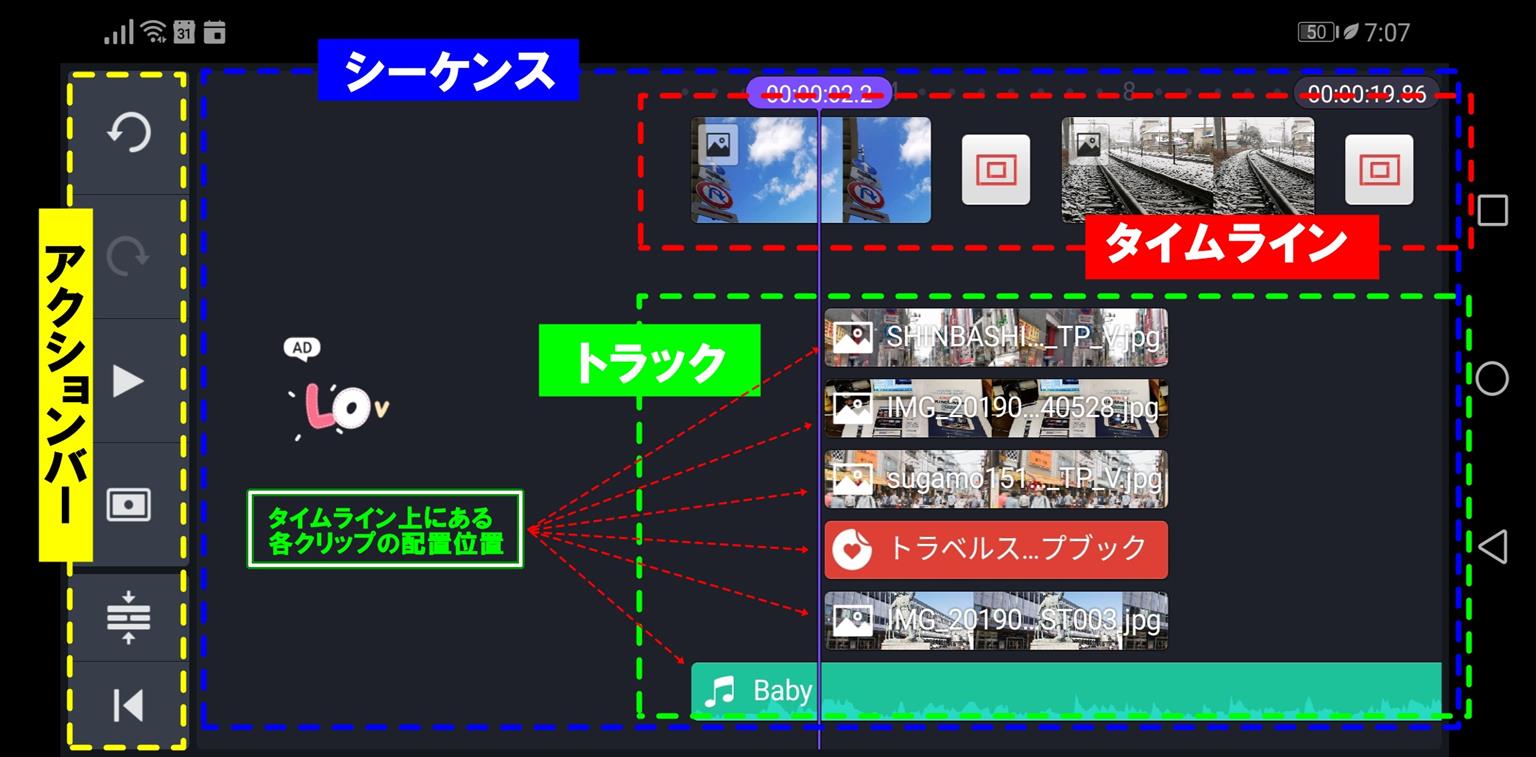 31
50
7:07
シーケンス
00:00:02.2
8
00:00:19.86
タイムライン
アクションバー
トラック
SHINBASHI..._TP_V.jpg
IMG_20190...40528.jpg
AD
LOv
sugamo151..._TP_V.jpg
タイムライン上にある
各クリップの配置位置
トラベルス...プブック
IMG_20190...ST003.jpg
Baby